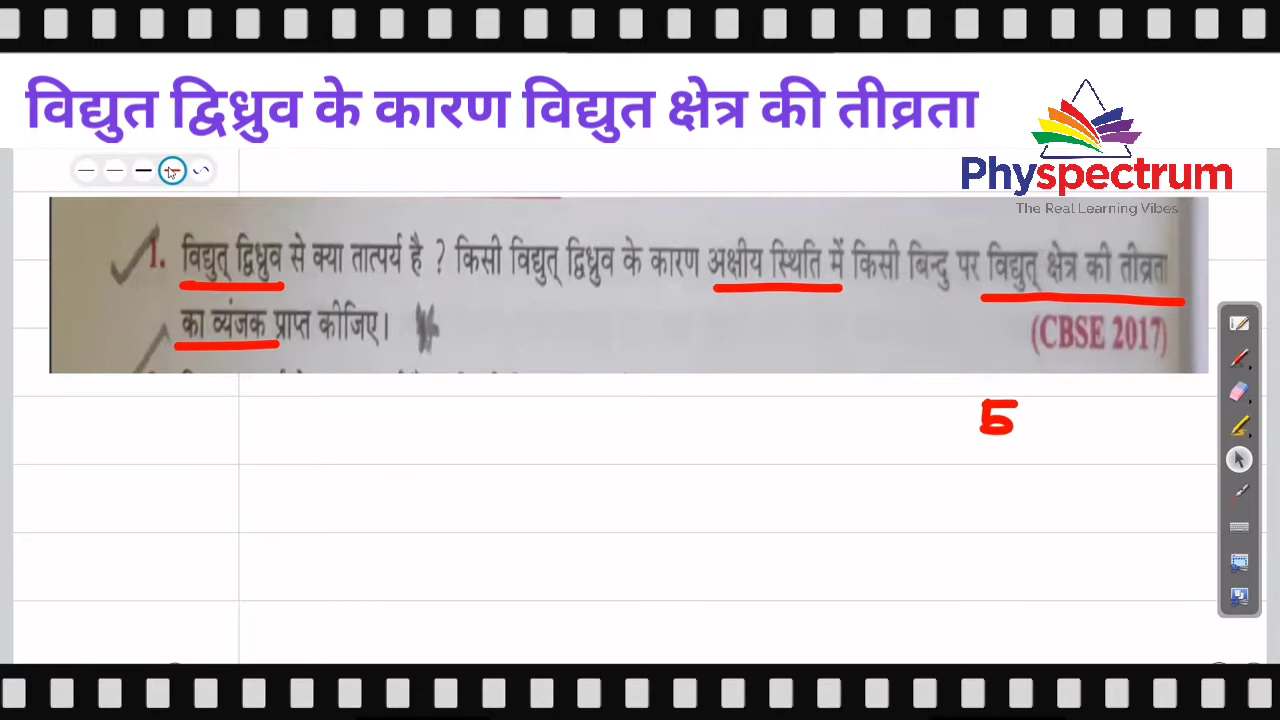 विद्युत द्विध्रुव के कारण विद्युत क्षेत्र की तीव्रता
Physpectrum
The Real Learning Vibes
1. विद्युत् द्विध्रुव से क्या तात्पर्य है ? किसी विद्युत् द्विध्रुव के कारण अक्षीय स्थिति में किसी बिन्दु पर विद्युत् क्षेत्र की तीव्रता
का व्यंजक प्राप्त कीजिए।
(CBSE 2017)
5